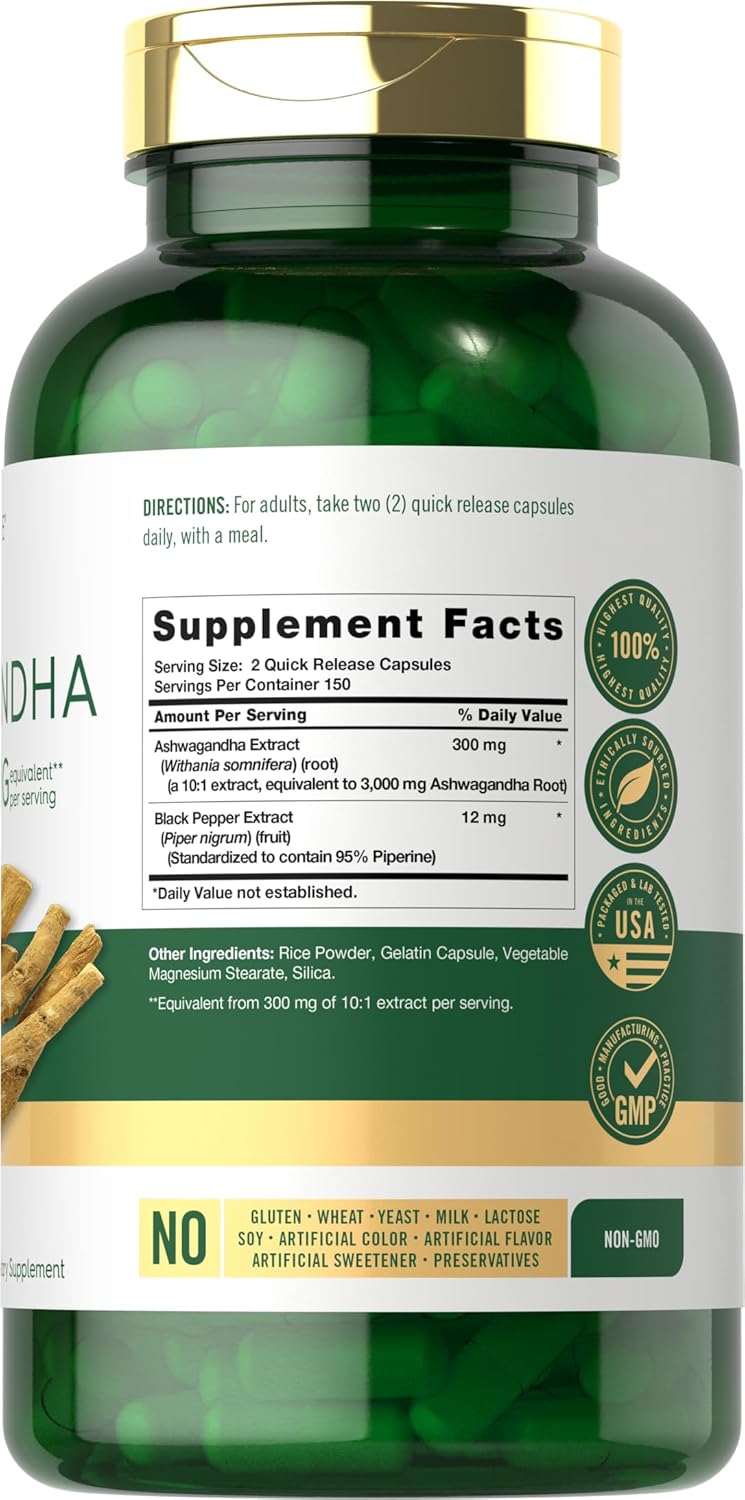 DIRECTIONS: For adults, take two (2) quick release capsules
daily, with a meal.
NDHA
equivalent**
per serving
Supplement Facts
Serving Size: 2 Quick Release Capsules
Servings Per Container 150
Amount Per Serving % Daily Value
Ashwagandha Extract 300 mg *
(Withania somnifera) (root)
(a 10:1 extract, equivalent to 3,000 mg Ashwagandha Root)
Black Pepper Extract 12 mg *
(Piper nigrum) (fruit)
(Standardized to contain 95% Piperine)
*Daily Value not established.
Other Ingredients: Rice Powder, Gelatin Capsule, Vegetable
Magnesium Stearate, Silica.
**Equivalent from 300 mg of 10:1 extract per serving.
HIGHEST QUALITY
100%
HIGHEST QUALITY
ETHICALLY SOURCED
INGREDIENTS
PACKAGED & LAB TESTED
IN THE
USA
GOOD • MANUFACTURING • PRACTICE
GMP
NO
GLUTEN • WHEAT • YEAST • MILK • LACTOSE
SOY • ARTIFICIAL COLOR • ARTIFICIAL FLAVOR
ARTIFICIAL SWEETENER • PRESERVATIVES
NON-GMO
ry Supplement